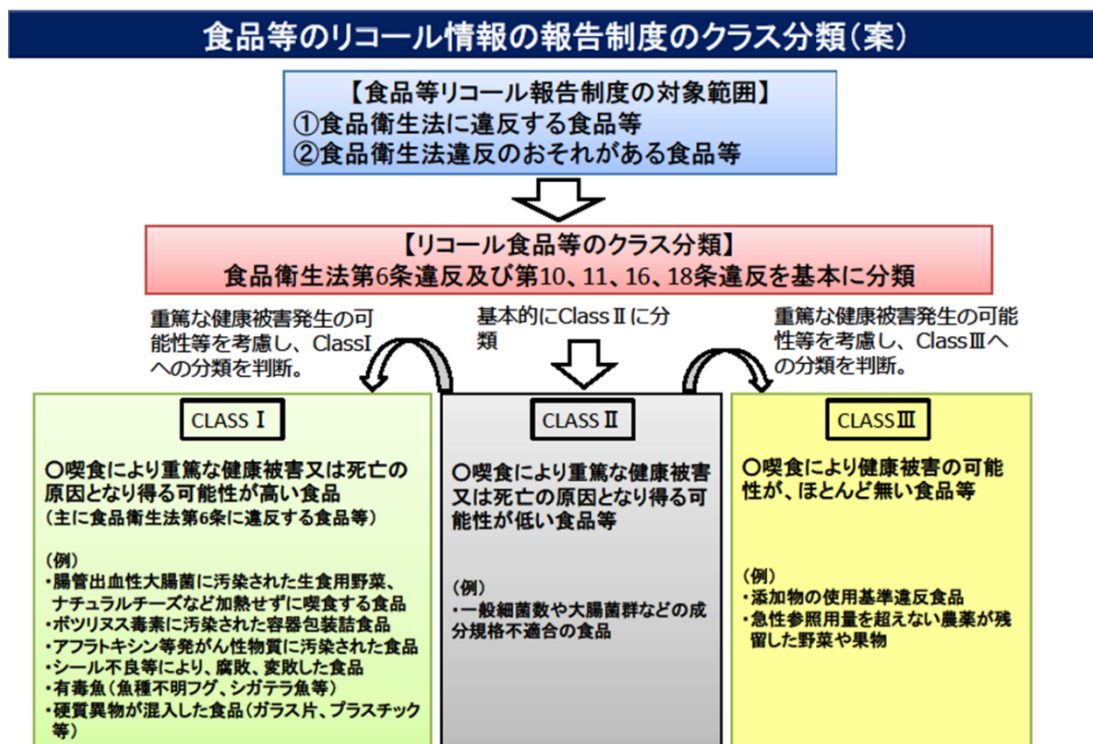 食品等のリコール情報の報告制度のクラス分類(案)
【食品等リコール報告制度の対象範囲】
①食品衛生法に違反する食品等
②食品衛生法違反のおそれがある食品等
【リコール食品等のクラス分類】
食品衛生法第6条違反及び第10、11、16、18条違反を基本に分類
重篤な健康被害発生の可
能性等を考慮し、ClassⅠ
への分類を判断。
基本的にClassⅡに分
類
重篤な健康被害発生の可能
性等を考慮し、ClassⅢへ
の分類を判断。
CLASSⅠ
〇喫食により重篤な健康被害又は死亡の
原因となり得る可能性が高い食品
(主に食品衛生法第6条に違反する食品等)
(例)
・腸管出血性大腸菌に汚染された生食用野菜、
ナチュラルチーズなど加熱せずに喫食する食品
・ボツリヌス毒素に汚染された容器包装詰食品
・アフラトキシン等発がん性物質に汚染された食品
・シール不良等により、腐敗、変敗した食品
・有毒魚(魚種不明フグ、シガテラ魚等)
・硬質異物が混入した食品(ガラス片、プラスチック
等)
CLASSⅡ
〇喫食により重篤な健康被害
又は死亡の原因となり得る可
能性が低い食品等
(例)
・一般細菌数や大腸菌群などの成
分規格不適合の食品
CLASSⅢ
〇喫食により健康被害の可能
性が、ほとんど無い食品等
(例)
・添加物の使用基準違反食品
・急性参照用量を超えない農薬が残
留した野菜や果物